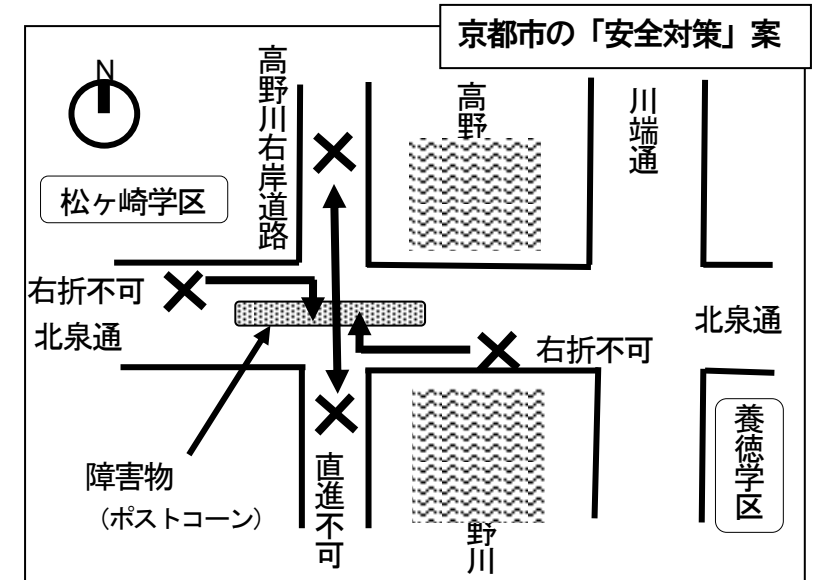 京都市の「安全対策」案
N
高野川右岸道路
高野
川端通
松ヶ崎学区
右折不可
北泉通
北泉通
右折不可
養徳学区
障害物
（ポストコーン）
直進不可
野川